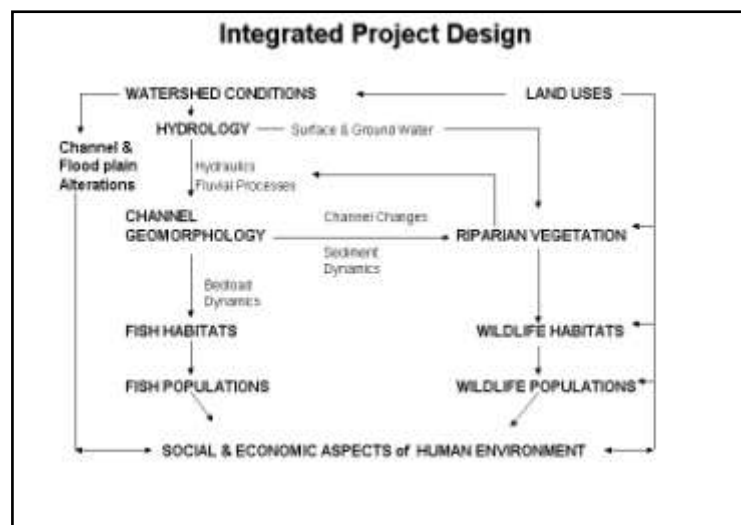 Integrated Project Design
WATERSHED CONDITIONS
LAND USES
HYDROLOGY
Surface & Ground Water
Channel &
Flood plain
Alterations
Hydraulics
Fluvial Processes
CHANNEL
GEOMORPHOLOGY
Channel Changes
Sediment
Dynamics
RIPARIAN VEGETATION
Bedload
Dynamics
FISH HABITATS
WILDLIFE HABITATS
FISH POPULATIONS
WILDLIFE POPULATIONS
SOCIAL & ECONOMIC ASPECTS of HUMAN ENVIRONMENT